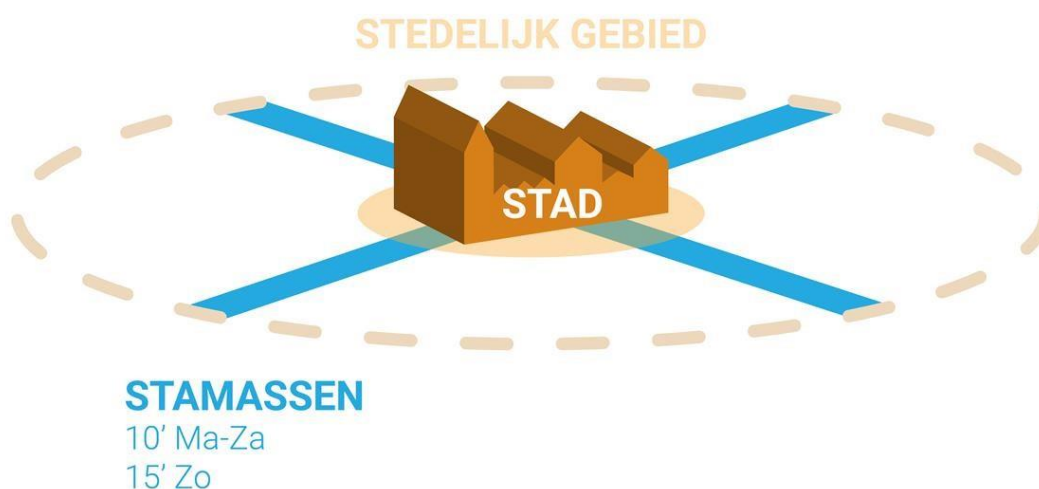 STEDELIJK GEBIED
STAD
STAMASSEN
10’ Ma-Za
15’ Zo